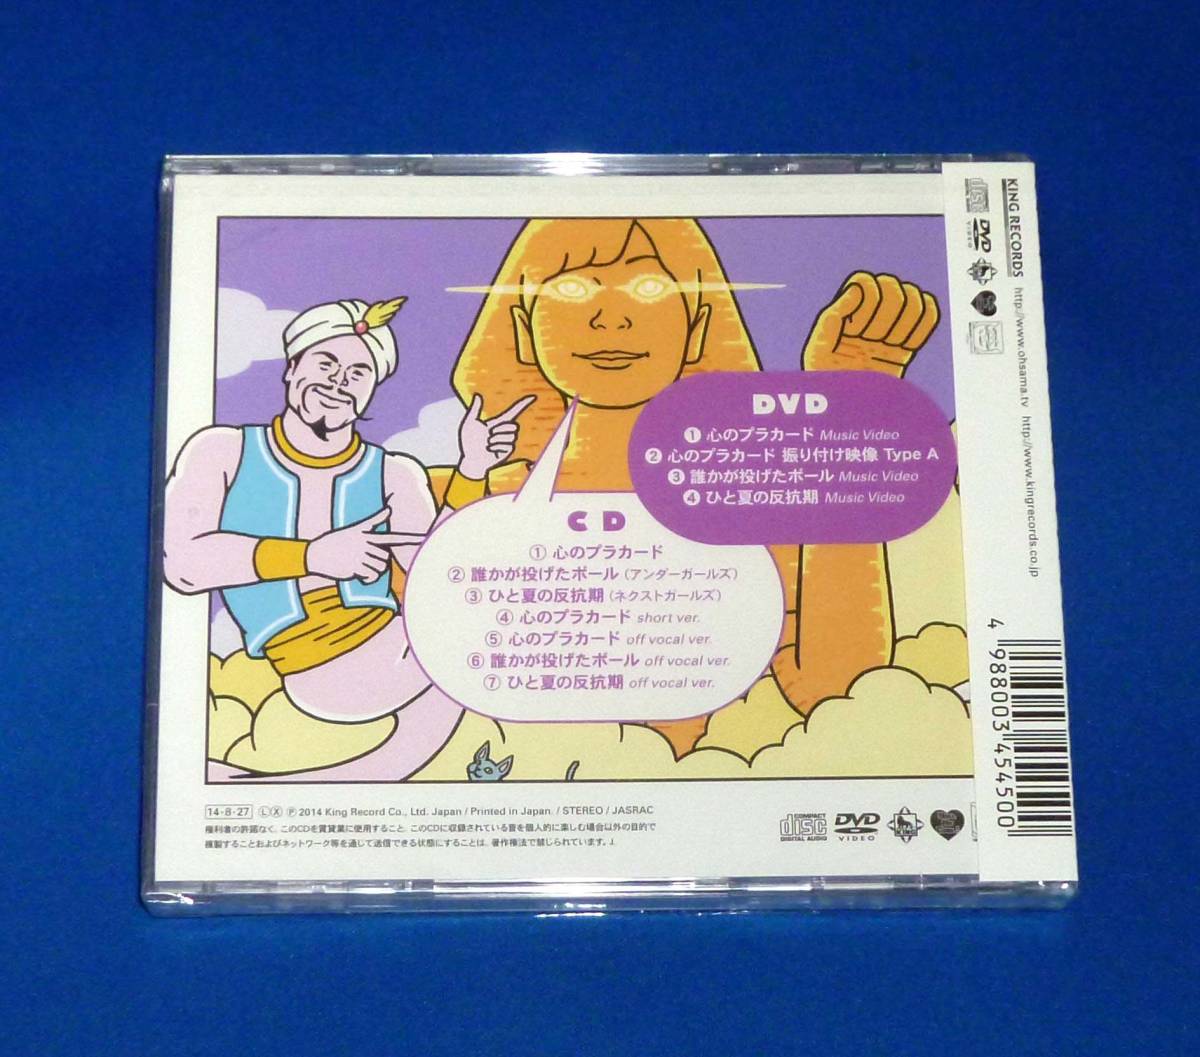 DVD
❶ 心のプラカード Music Video
❷ 心のプラカード 振り付け映像 Type A
❸ 誰かが投げたボール Music Video
❹ ひと夏の反抗期 Music Video
CD
① 心のプラカード
② 誰かが投げたボール（アンダーガールズ）
③ ひと夏の反抗期（ネクストガールズ）
④ 心のプラカード short ver.
⑤ 心のプラカード off vocal ver.
⑥ 誰かが投げたボール off vocal ver.
⑦ ひと夏の反抗期 off vocal ver.
14-8-27 ⓁⓍ Ⓟ 2014 King Record Co., Ltd. Japan / Printed in Japan. / STEREO / JASRAC
権利者の許諾なく、このCDを賃貸業に使用すること、このCDに収録されている音を個人的に楽しむ場合以外の目的で
複製することおよびネットワーク等を通じて送信できる状態にすることは、著作権法で禁じられています。J.
COMPACT
disc
DIGITAL AUDIO
DVD
VIDEO
KING RECORDS http://www.ohsama.tv http://www.kingrecords.co.jp
disc
DVD
VIDEO
4 988003 454500